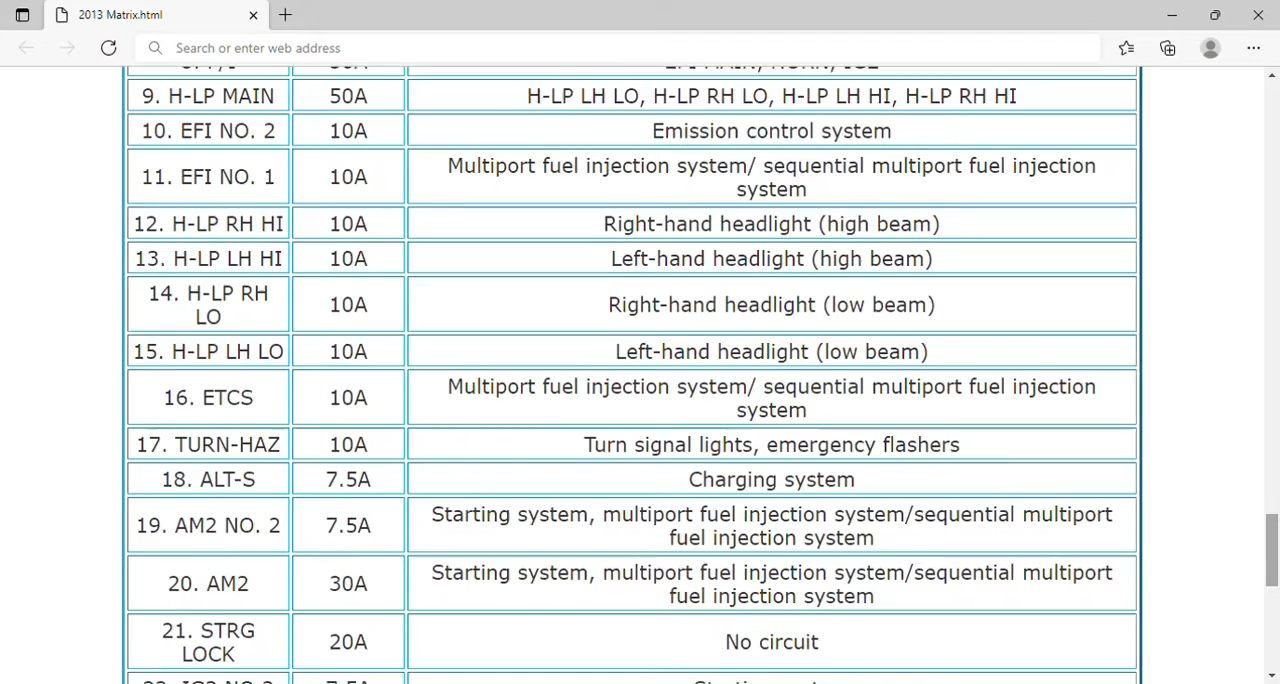 2013 Matrix.html
Search or enter web address
9. H-LP MAIN 50A H-LP LH LO, H-LP RH LO, H-LP LH HI, H-LP RH HI
10. EFI NO. 2 10A Emission control system
11. EFI NO. 1 10A Multiport fuel injection system/ sequential multiport fuel injection
system
12. H-LP RH HI 10A Right-hand headlight (high beam)
13. H-LP LH HI 10A Left-hand headlight (high beam)
14. H-LP RH
LO 10A Right-hand headlight (low beam)
15. H-LP LH LO 10A Left-hand headlight (low beam)
16. ETCS 10A Multiport fuel injection system/ sequential multiport fuel injection
system
17. TURN-HAZ 10A Turn signal lights, emergency flashers
18. ALT-S 7.5A Charging system
19. AM2 NO. 2 7.5A Starting system, multiport fuel injection system/sequential multiport
fuel injection system
20. AM2 30A Starting system, multiport fuel injection system/sequential multiport
fuel injection system
21. STRG
LOCK 20A No circuit